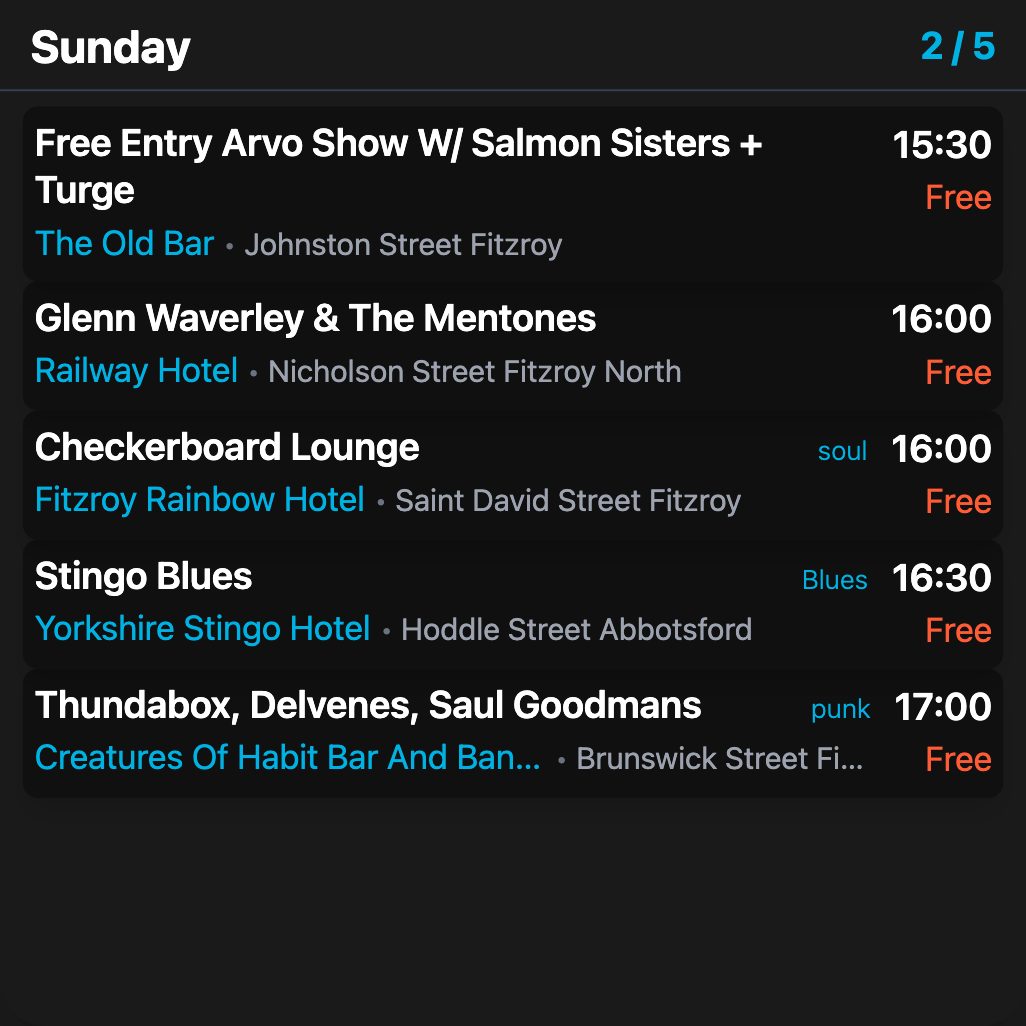 Sunday 2 / 5
Free Entry Arvo Show W/ Salmon Sisters + 15:30
Turge Free
The Old Bar • Johnston Street Fitzroy
Glenn Waverley & The Mentones 16:00
Railway Hotel • Nicholson Street Fitzroy North Free
Checkerboard Lounge soul 16:00
Fitzroy Rainbow Hotel • Saint David Street Fitzroy Free
Stingo Blues Blues 16:30
Yorkshire Stingo Hotel • Hoddle Street Abbotsford Free
Thundabox, Delvenes, Saul Goodmans punk 17:00
Creatures Of Habit Bar And Ban... • Brunswick Street Fi... Free